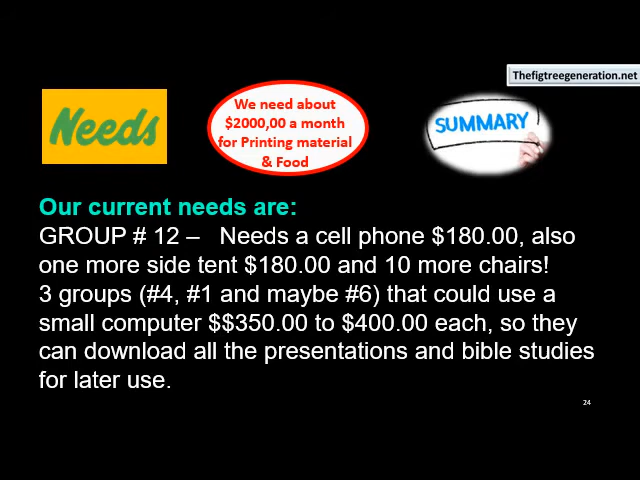 Thefigtreegeneration.net
Needs
We need about
$2000,00 a month
for Printing material
& Food
SUMMARY
Our current needs are:
GROUP # 12 – Needs a cell phone $180.00, also
one more side tent $180.00 and 10 more chairs!
3 groups (#4, #1 and maybe #6) that could use a
small computer $$350.00 to $400.00 each, so they
can download all the presentations and bible studies
for later use.
24